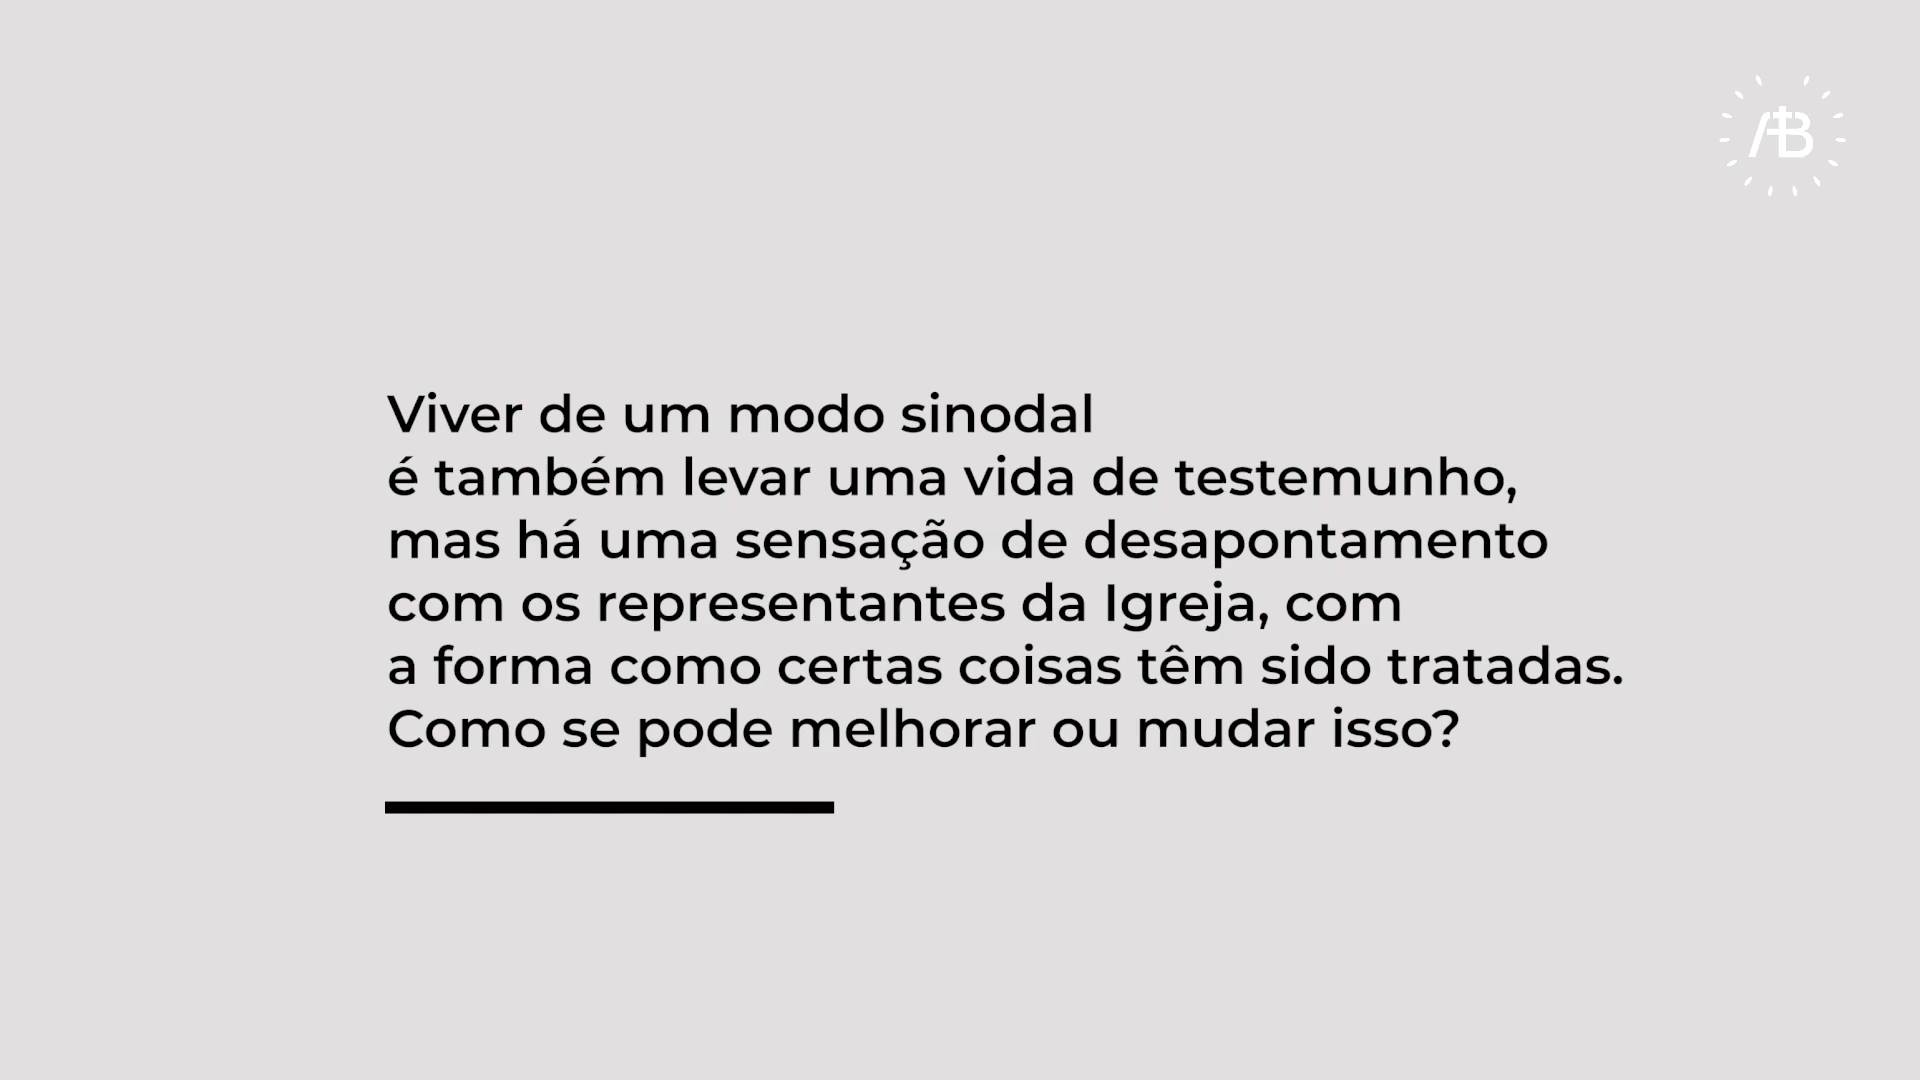 AB
Viver de um modo sinodal
é também levar uma vida de testemunho,
mas há uma sensação de desapontamento
com os representantes da Igreja, com
a forma como certas coisas têm sido tratadas.
Como se pode melhorar ou mudar isso?